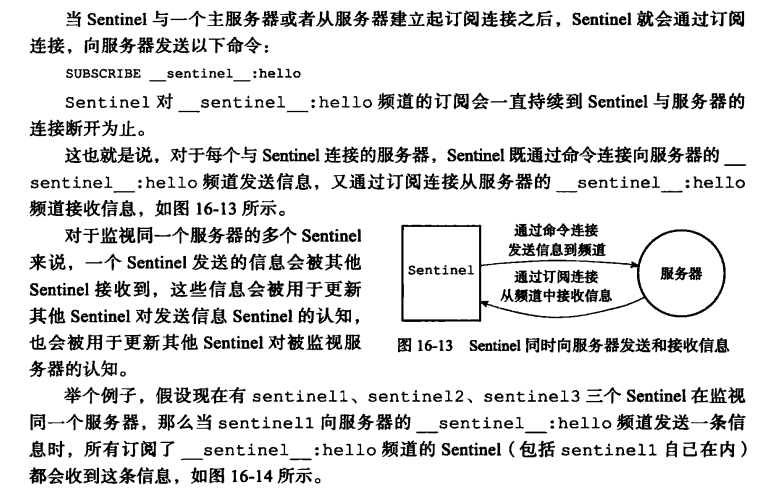 当 Sentinel 与一个主服务器或者从服务器建立起订阅连接之后，Sentinel 就会通过订阅
连接，向服务器发送以下命令：
SUBSCRIBE __sentinel__:hello
Sentinel 对 __sentinel__:hello 频道的订阅会一直持续到 Sentinel 与服务器的
连接断开为止。
这也就是说，对于每个与 Sentinel 连接的服务器，Sentinel 既通过命令连接向服务器的 __
sentinel__:hello 频道发送信息，又通过订阅连接从服务器的 __sentinel__:hello
频道接收信息，如图 16-13 所示。
对于监视同一个服务器的多个 Sentinel
来说，一个 Sentinel 发送的信息会被其他
Sentinel 接收到，这些信息会被用于更新
其他 Sentinel 对发送信息 Sentinel 的认知，
也会被用于更新其他 Sentinel 对被监视服
务器的认知。
Sentinel
通过命令连接
发送信息到频道
通过订阅连接
从频道中接收信息
服务器
图 16-13 Sentinel 同时向服务器发送和接收信息
举个例子，假设现在有 sentinel1、sentinel2、sentinel3 三个 Sentinel 在监视
同一个服务器，那么当 sentinel1 向服务器的 __sentinel__:hello 频道发送一条信
息时，所有订阅了 __sentinel__:hello 频道的 Sentinel（包括 sentinel1 自己在内）
都会收到这条信息，如图 16-14 所示。